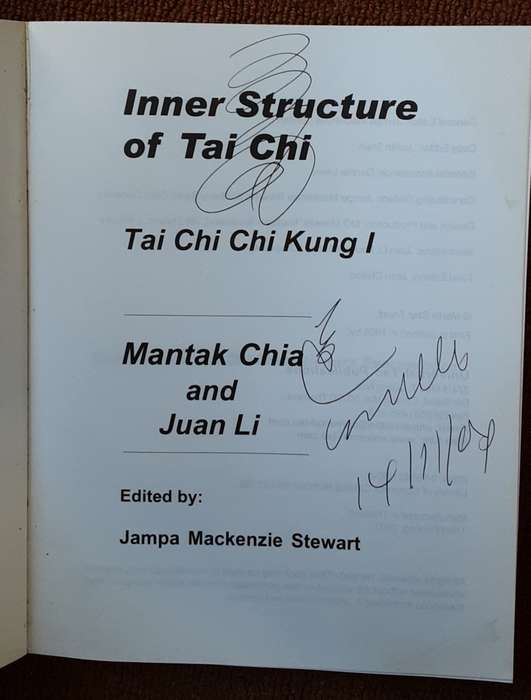 Inner Structure
of Tai Chi
Tai Chi Chi Kung I
Mantak Chia
and
Juan Li
14/11/04
Edited by:
Jampa Mackenzie Stewart